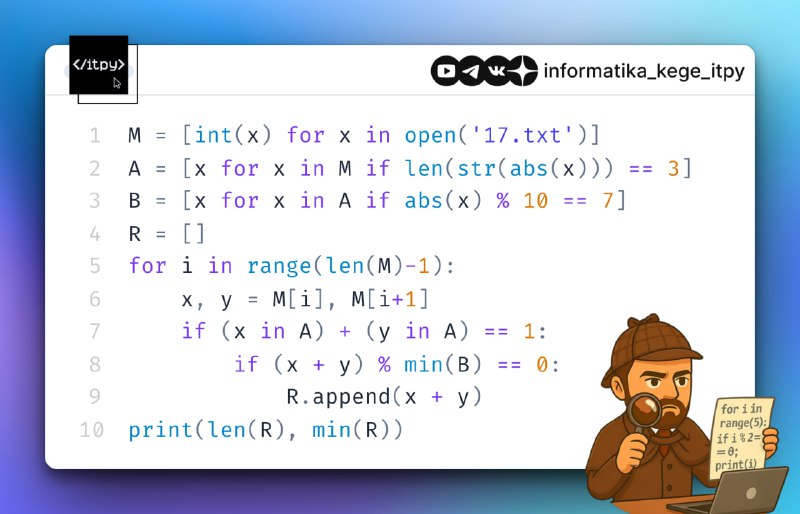 </itpy>
informatika_kege_itpy
1 M = [int(x) for x in open('17.txt')]
2 A = [x for x in M if len(str(abs(x))) == 3]
3 B = [x for x in A if abs(x) % 10 == 7]
4 R = []
5 for i in range(len(M)-1):
6     x, y = M[i], M[i+1]
7     if (x in A) + (y in A) == 1:
8         if (x + y) % min(B) == 0:
9             R.append(x + y)
10 print(len(R), min(R))
for i in
range(5):
if i % 2=
=0;
print(i)